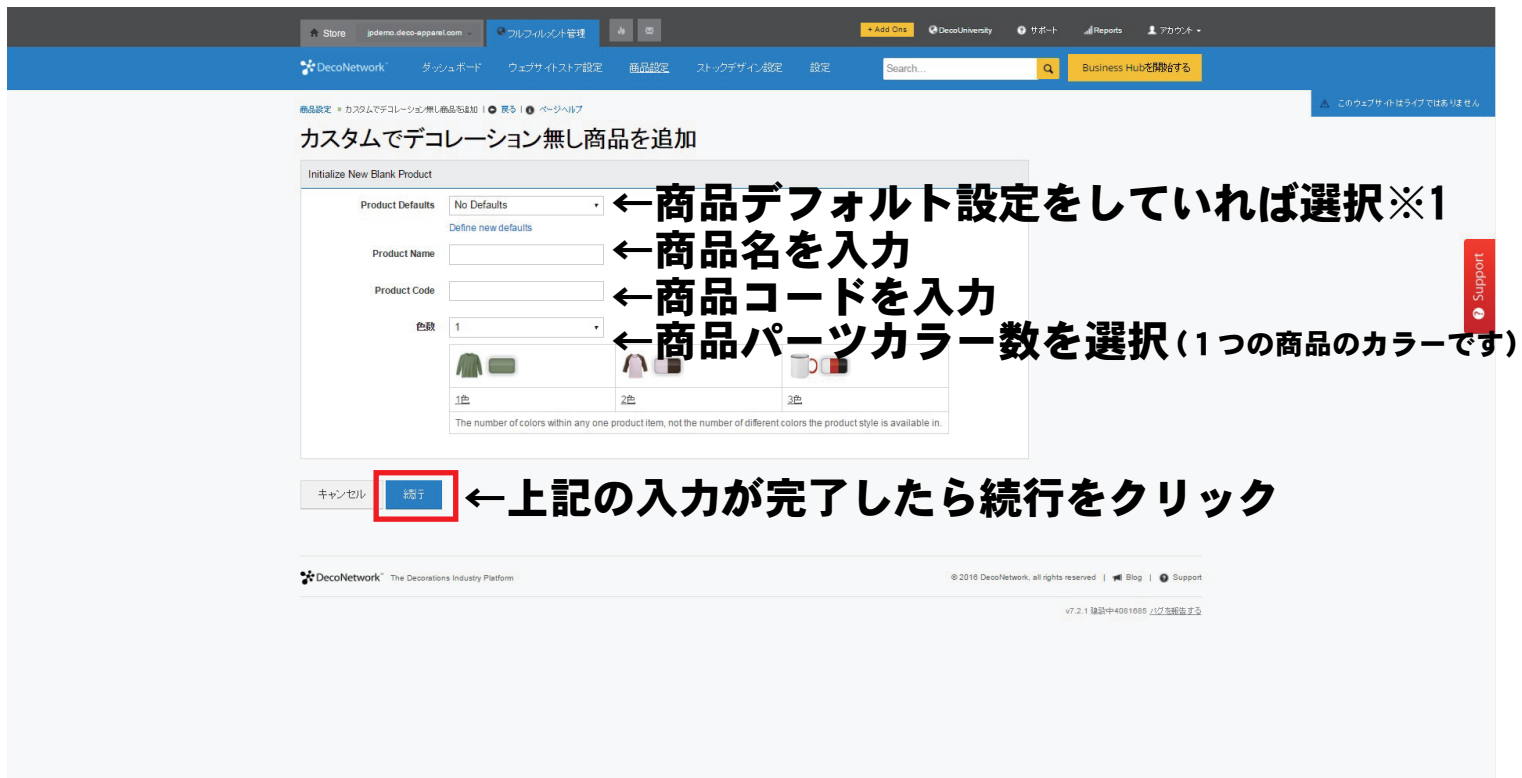 Store jpdemo.deco-apparel.com フルフィルメント管理 + Add Ons DecoUniversity サポート Reports アカウント
DecoNetwork ダッシュボード ウェブサイトストア設定 商品設定 ストックデザイン設定 設定 Search... Business Hubを開始する
商品設定 » カスタムでデコレーション無し商品を追加 | 戻る | ページヘルプ
このウェブサイトはライブではありません
カスタムでデコレーション無し商品を追加
Initialize New Blank Product
Product Defaults No Defaults ←商品デフォルト設定をしていれば選択※1
Define new defaults
Product Name ←商品名を入力
Support
Product Code ←商品コードを入力
色数 1 ←商品パーツカラー数を選択(1つの商品のカラーです)
1色 2色 3色
The number of colors within any one product item, not the number of different colors the product style is available in.
キャンセル 続行 ←上記の入力が完了したら続行をクリック
DecoNetwork™ The Decorations Industry Platform © 2016 DecoNetwork, all rights reserved | Blog | Support
v7.2.1 建設中4081685 バグを報告する